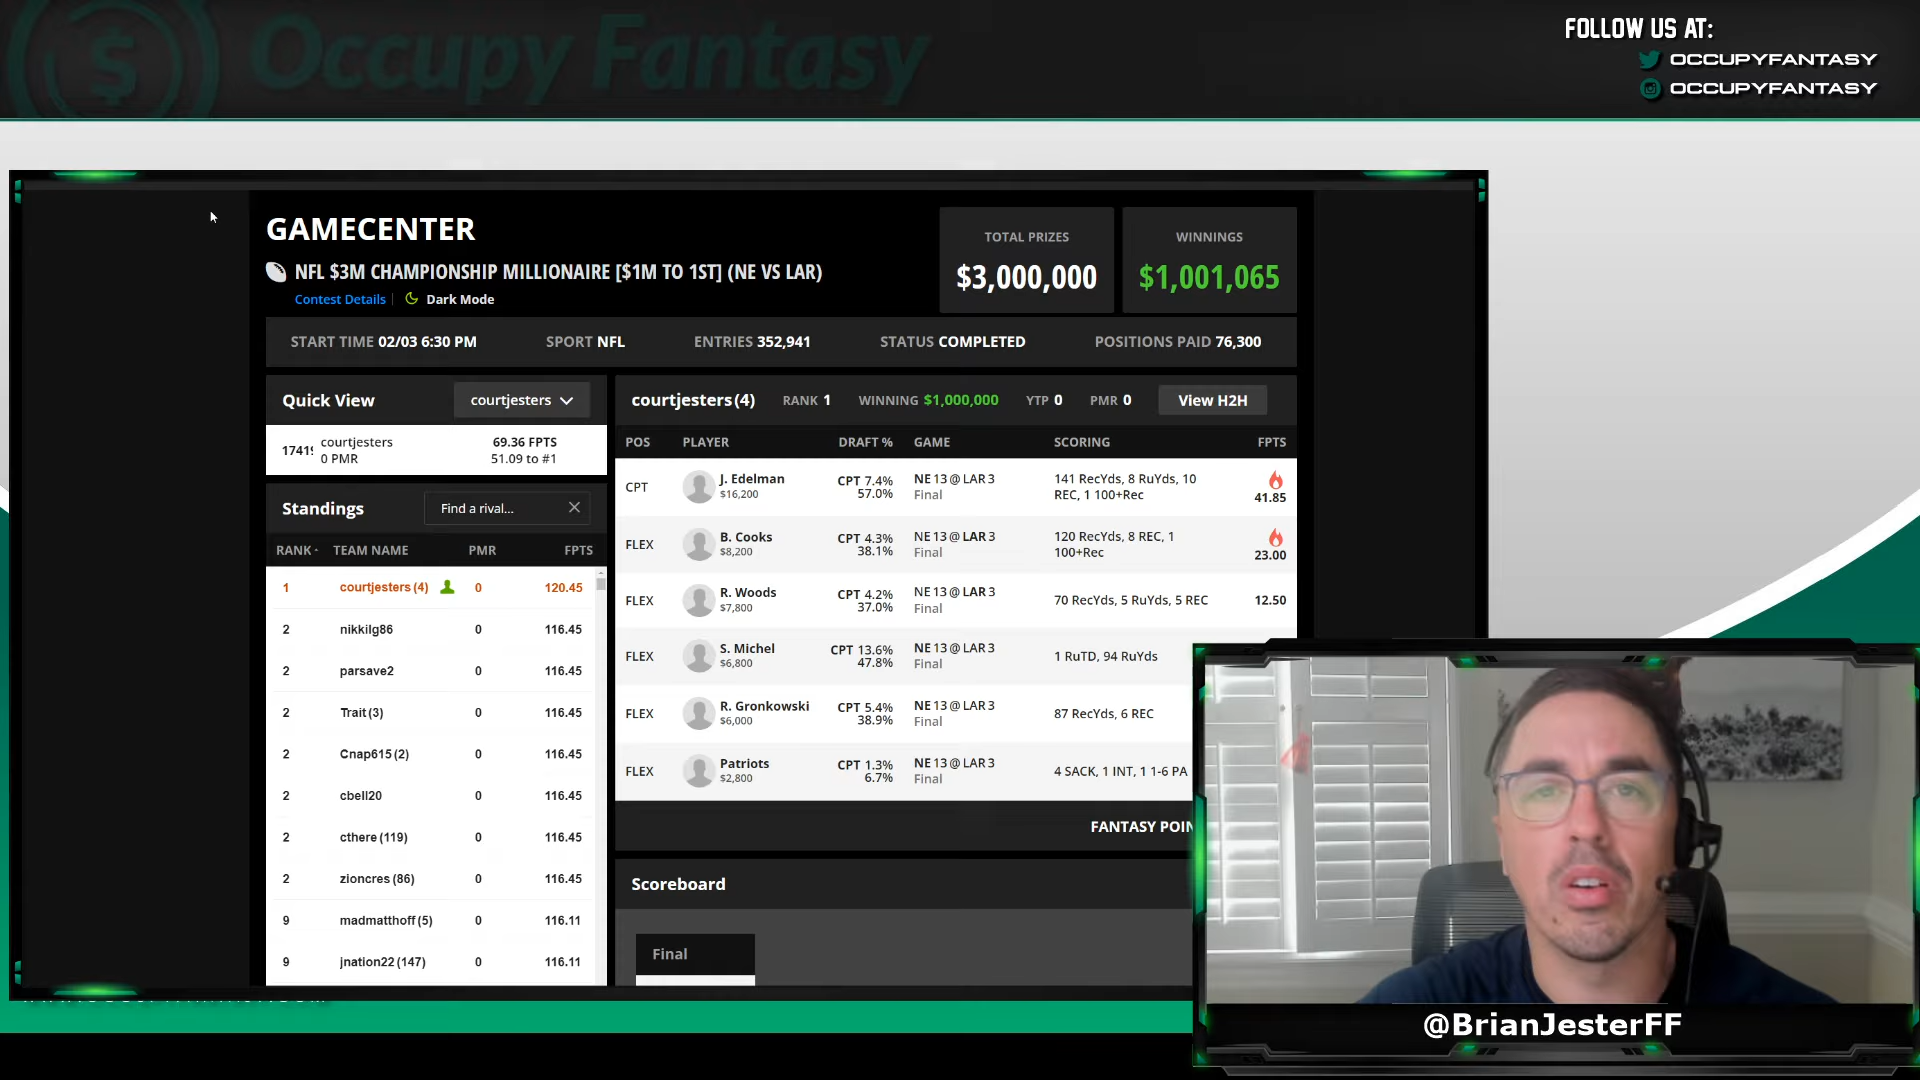 Occupy Fantasy
FOLLOW US AT:
OCCUPYFANTASY
OCCUPYFANTASY
GAMECENTER
NFL $3M CHAMPIONSHIP MILLIONAIRE [$1M TO 1ST] (NE VS LAR)
Contest Details | Dark Mode
TOTAL PRIZES
$3,000,000
WINNINGS
$1,001,065
START TIME 02/03 6:30 PM SPORT NFL ENTRIES 352,941 STATUS COMPLETED POSITIONS PAID 76,300
Quick View courtjesters
courtjesters 69.36 FPTS
0 PMR 51.09 to #1
Standings Find a rival...
RANK TEAM NAME PMR FPTS
1 courtjesters (4) 0 120.45
2 nikkilg86 0 116.45
2 parsave2 0 116.45
2 Trait (3) 0 116.45
2 Cnap615 (2) 0 116.45
2 cbell20 0 116.45
2 cthere (119) 0 116.45
2 zioncres (86) 0 116.45
9 madmatthoff (5) 0 116.11
9 jnation22 (147) 0 116.11
courtjesters (4) RANK 1 WINNING $1,000,000 YTP 0 PMR 0 View H2H
POS PLAYER DRAFT % GAME SCORING FPTS
CPT J. Edelman CPT 7.4% NE 13 @ LAR 3 141 RecYds, 8 RuYds, 10
$16,200 57.0% Final REC, 1 100+Rec 41.85
FLEX B. Cooks CPT 4.3% NE 13 @ LAR 3 120 RecYds, 8 REC, 1
$8,200 38.1% Final 100+Rec 23.00
FLEX R. Woods CPT 4.2% NE 13 @ LAR 3 70 RecYds, 5 RuYds, 5 REC 12.50
$7,800 37.0% Final
FLEX S. Michel CPT 13.6% NE 13 @ LAR 3 1 RuTD, 94 RuYds
$6,800 47.8% Final
FLEX R. Gronkowski CPT 5.4% NE 13 @ LAR 3 87 RecYds, 6 REC
$6,000 38.9% Final
FLEX Patriots CPT 1.3% NE 13 @ LAR 3 4 SACK, 1 INT, 1 1-6 PA
$2,800 6.7% Final
FANTASY POIN
Scoreboard
Final
@BrianJesterFF